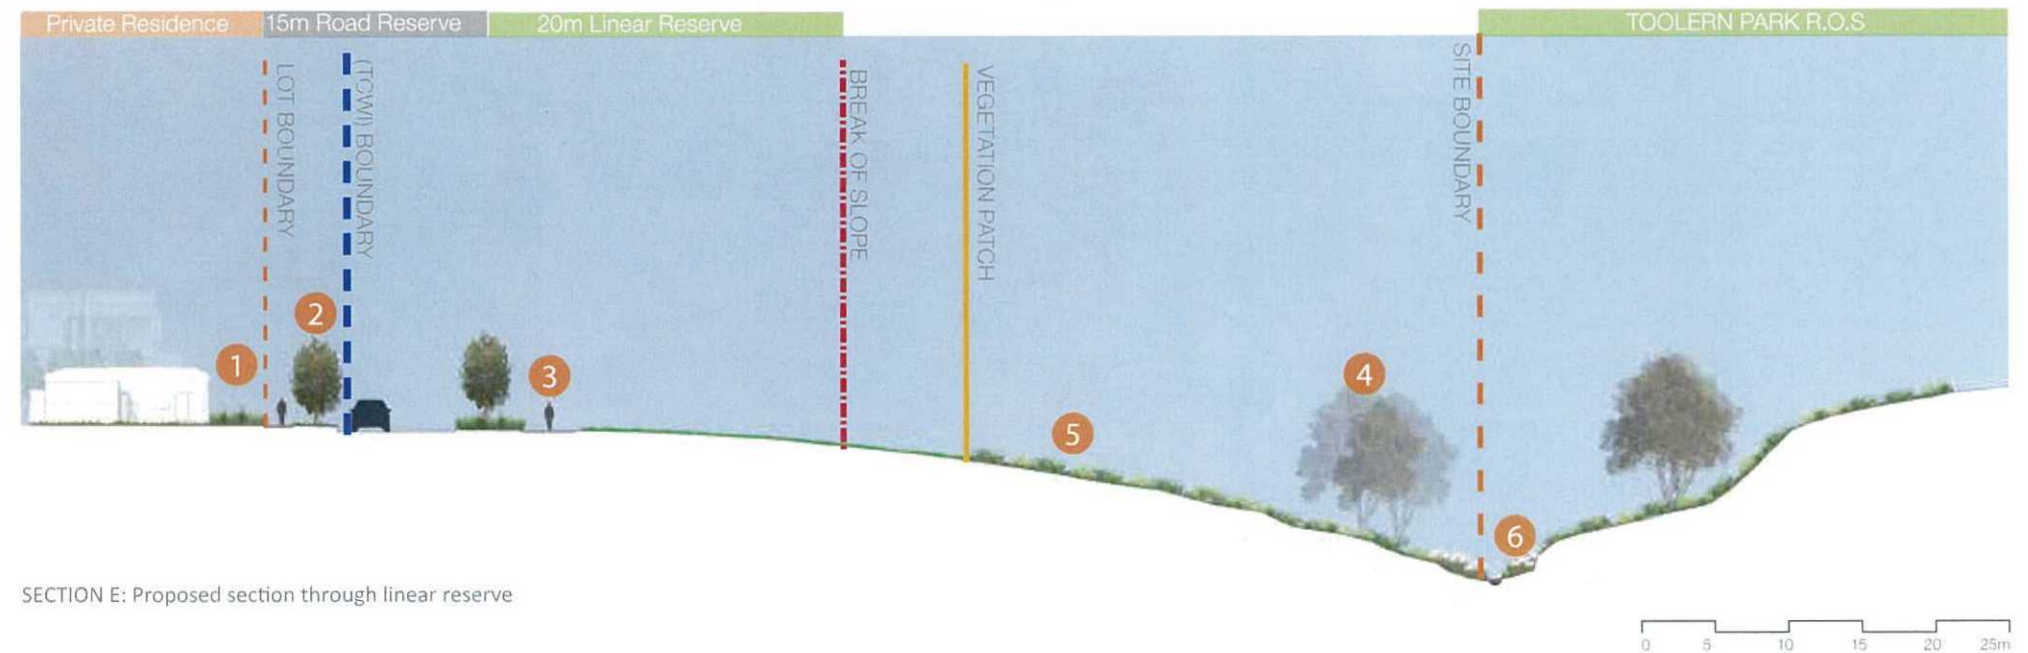 Private Residence
15m Road Reserve
20m Linear Reserve
TOOLERN PARK R.O.S
LOT BOUNDARY
(TCWI) BOUNDARY
BREAK OF SLOPE
VEGETATION PATCH
SITE BOUNDARY
1
2
3
4
5
6
SECTION E: Proposed section through linear reserve
0 5 10 15 20 25m